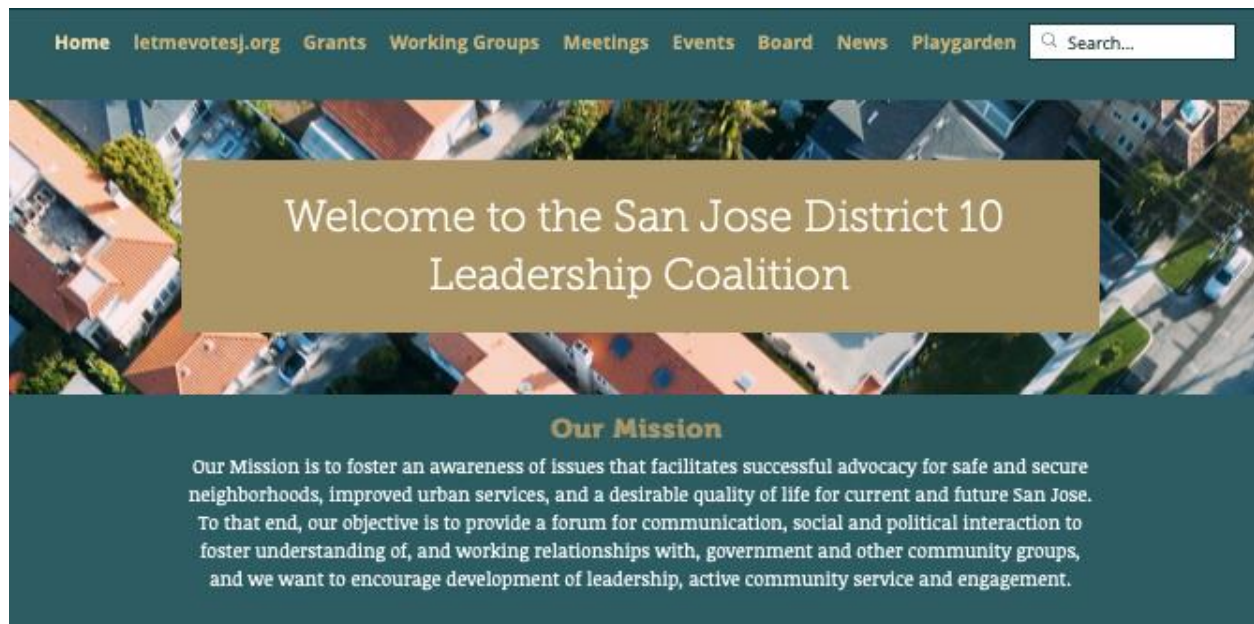 Home letmevotesj.org Grants Working Groups Meetings Events Board News Playgarden Search...
Welcome to the San Jose District 10
Leadership Coalition
Our Mission
Our Mission is to foster an awareness of issues that facilitates successful advocacy for safe and secure
neighborhoods, improved urban services, and a desirable quality of life for current and future San Jose.
To that end, our objective is to provide a forum for communication, social and political interaction to
foster understanding of, and working relationships with, government and other community groups,
and we want to encourage development of leadership, active community service and engagement.